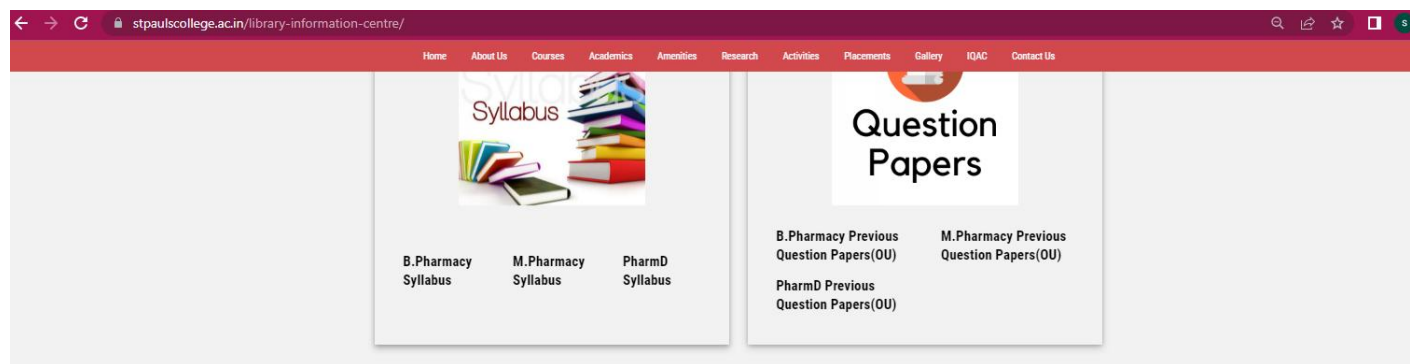 stpaulscollege.ac.in/library-information-centre/
s
Home About Us Courses Academics Amenities Research Activities Placements Gallery IQAC Contact Us
Syllabus
Syllabus
B.Pharmacy
Syllabus
M.Pharmacy
Syllabus
PharmD
Syllabus
Question
Papers
B.Pharmacy Previous
Question Papers(OU)
M.Pharmacy Previous
Question Papers(OU)
PharmD Previous
Question Papers(OU)